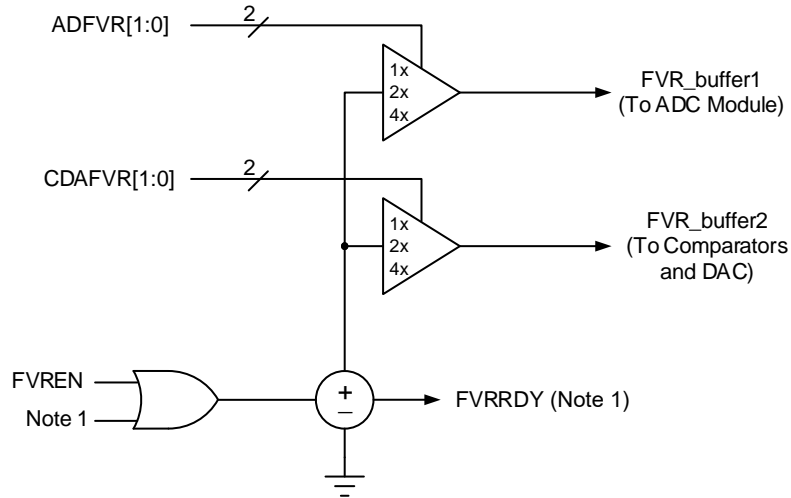 ADFVR[1:0]
2
1x
2x
4x
FVR_buffer1
(To ADC Module)
CDAFVR[1:0]
2
1x
2x
4x
FVR_buffer2
(To Comparators
and DAC)
FVREN
Note 1
+
–
FVRRDY (Note 1)